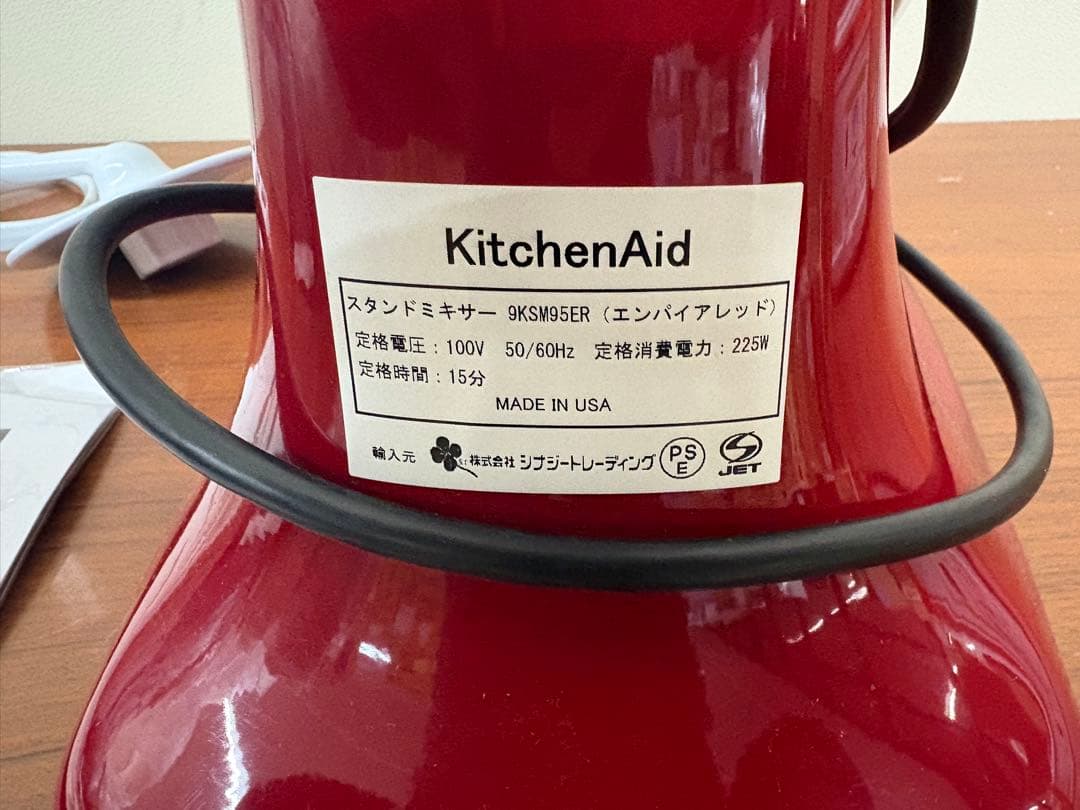 KitchenAid
スタンドミキサー 9KSM95ER（エンパイアレッド）
定格電圧：100V 50/60Hz 定格消費電力：225W
定格時間：15分
MADE IN USA
輸入元 株式会社 シナジートレーディング PSE JET